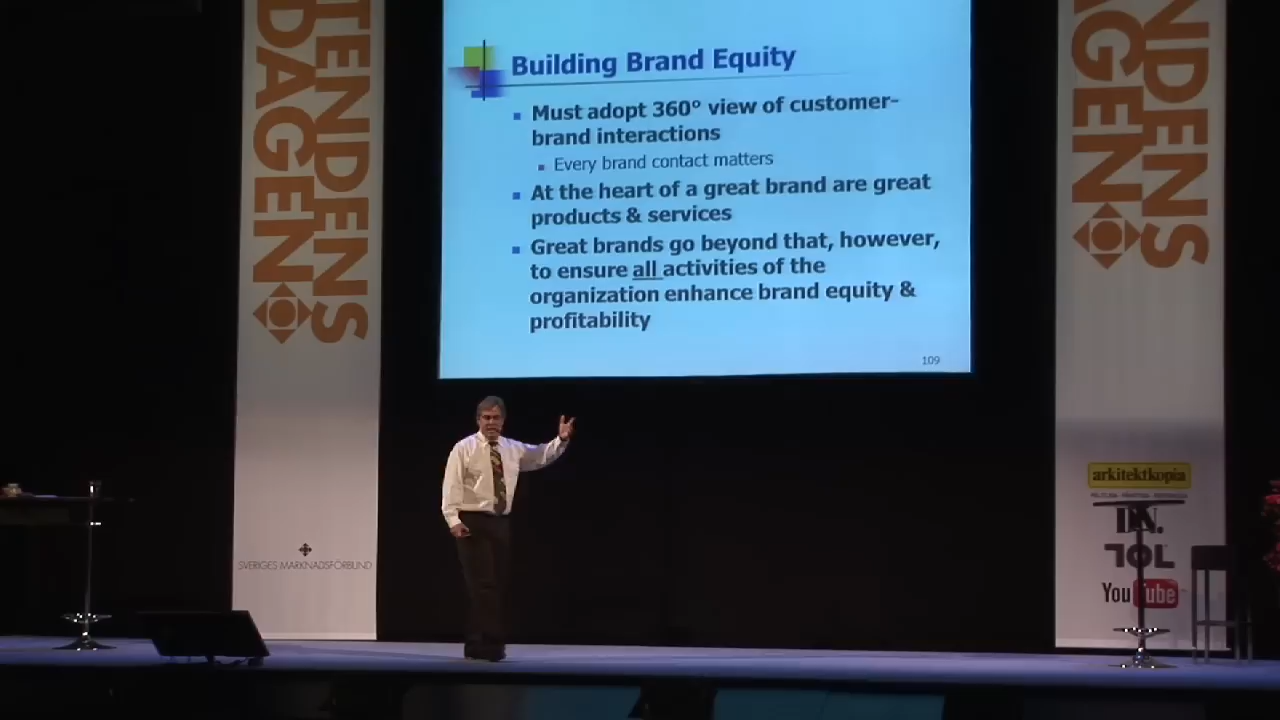 TENDENS
DAGEN
Building Brand Equity
Must adopt 360° view of customer-
brand interactions
Every brand contact matters
At the heart of a great brand are great
products & services
Great brands go beyond that, however,
to ensure all activities of the
organization enhance brand equity &
profitability
109
SVERIGES MARKNADSFÖRBUND
NDENS
AGEN
arkitektkopia
YouTube